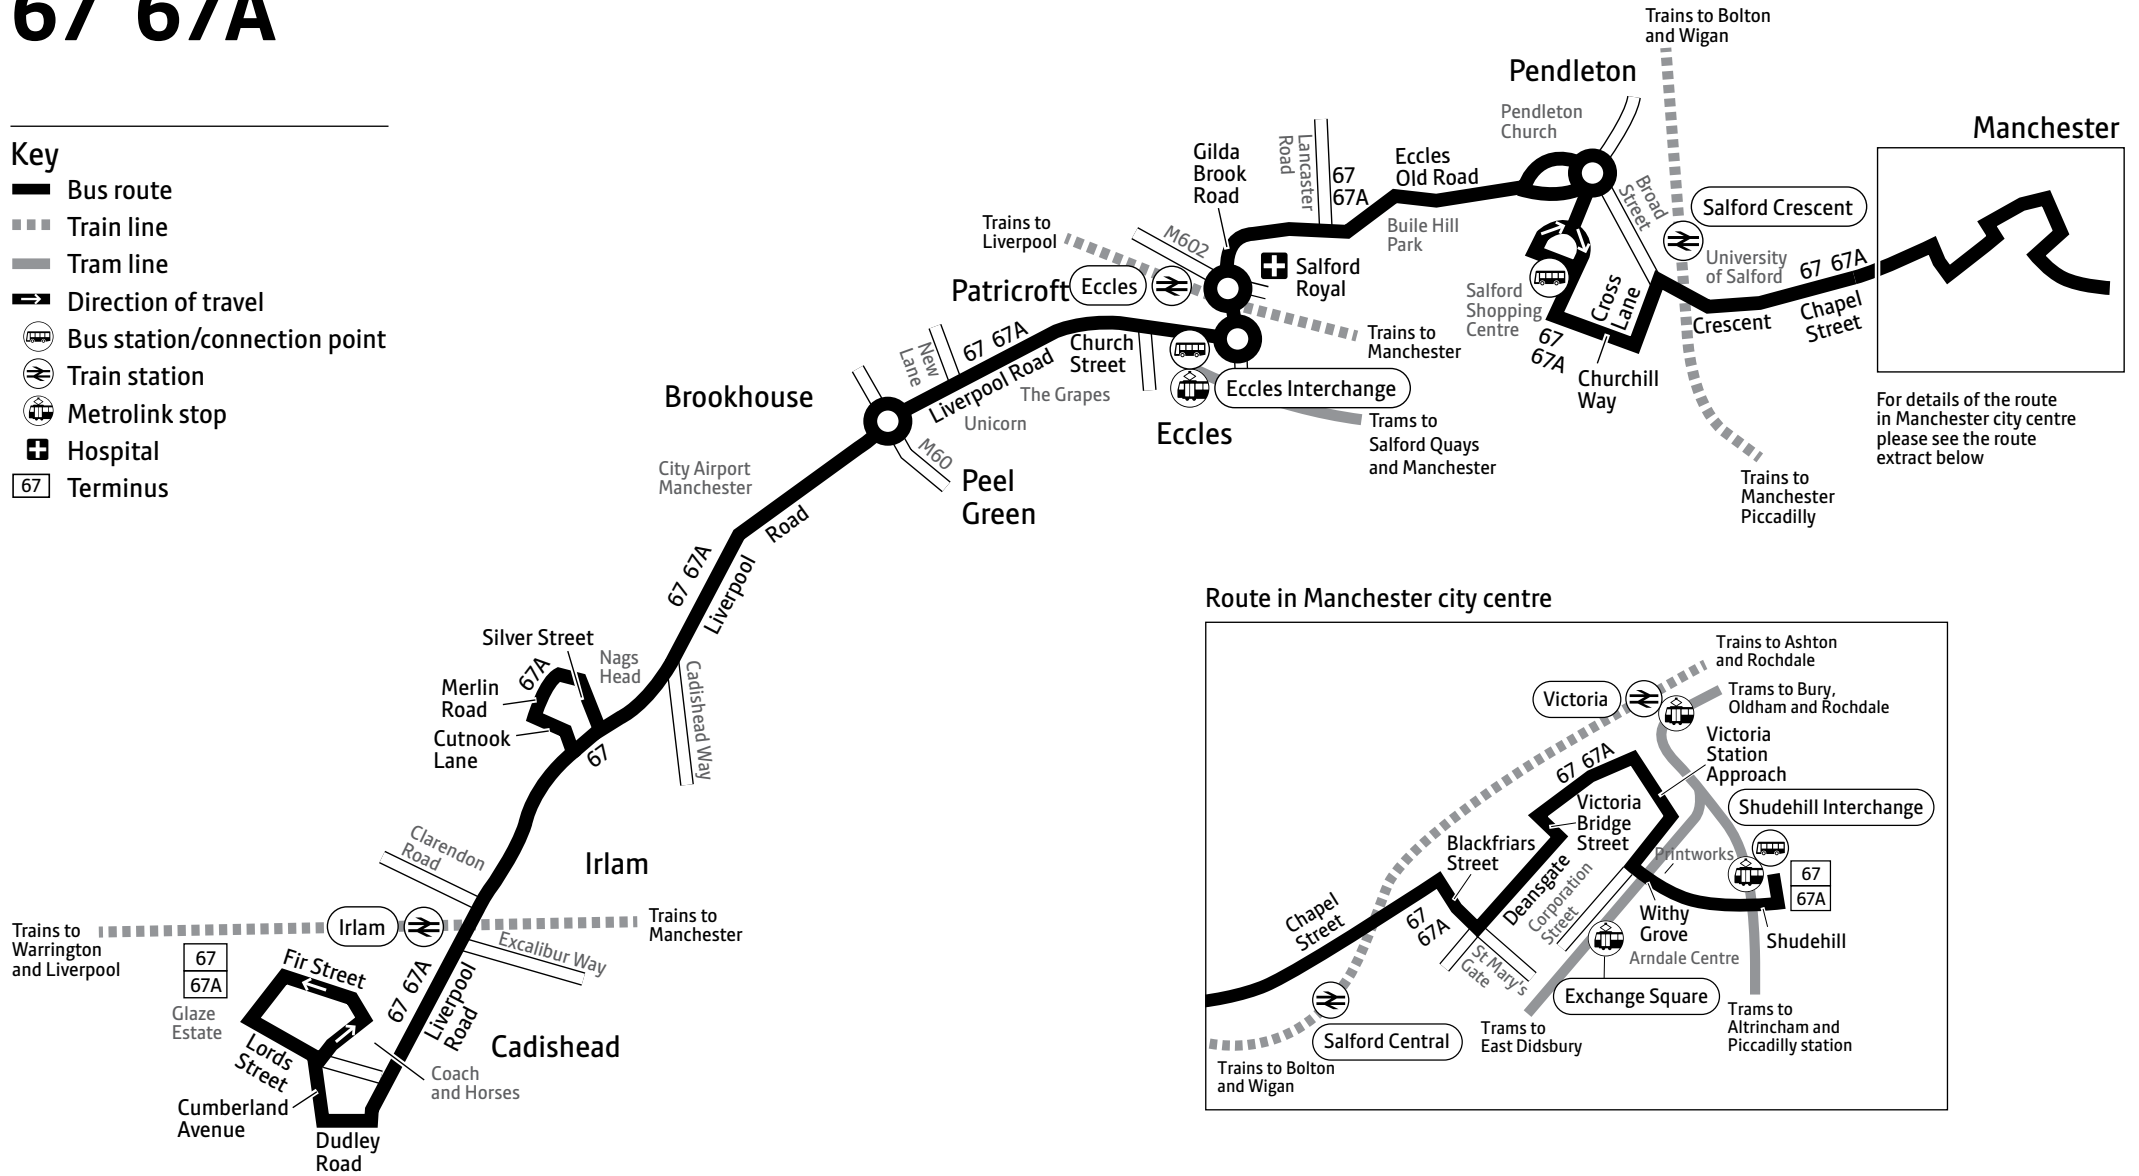 67 67A
Key
Bus route
Train line
Tram line
Direction of travel
Bus station/connection point
Train station
Metrolink stop
Hospital
67
Terminus
Trains to Bolton
and Wigan
Pendleton
Pendleton
Church
Manchester
Gilda
Brook
Road
Lancaster
Road
67
67A
Eccles
Old Road
Broad
Street
Salford Crescent
Trains to
Liverpool
M602
Buile Hill
Park
University
of Salford
67 67A
Salford
Royal
Patricroft
Eccles
Salford
Shopping
Centre
Cross
Lane
Crescent
Chapel
Street
Trains to
Manchester
67
67A
Churchill
Way
New
Lane
67 67A
Church
Street
Liverpool Road
The Grapes
Unicorn
Eccles Interchange
Eccles
Trams to
Salford Quays
and Manchester
For details of the route
in Manchester city centre
please see the route
extract below
Trains to
Manchester
Piccadilly
Brookhouse
M60
City Airport
Manchester
Peel
Green
Road
67 67A
Liverpool
Silver Street
Nags
Head
67A
Merlin
Road
Cutnook
Lane
67
Cadishead Way
Clarendon
Road
Irlam
Trains to
Warrington
and Liverpool
Irlam
Trains to
Manchester
Excalibur Way
67
67A
Glaze
Estate
Fir Street
67 67A
Liverpool
Road
Cadishead
Lords
Street
Coach
and Horses
Cumberland
Avenue
Dudley
Road
Route in Manchester city centre
Trains to Ashton
and Rochdale
Victoria
Trams to Bury,
Oldham and Rochdale
Victoria
Station
Approach
67 67A
Victoria
Bridge
Street
Shudehill Interchange
Blackfriars
Street
Printworks
67
67A
Deansgate
Corporation
Street
Chapel
Street
67
67A
Withy
Grove
Shudehill
St Mary's
Gate
Arndale Centre
Exchange Square
Salford Central
Trams to
East Didsbury
Trams to
Altrincham and
Piccadilly station
Trains to Bolton
and Wigan